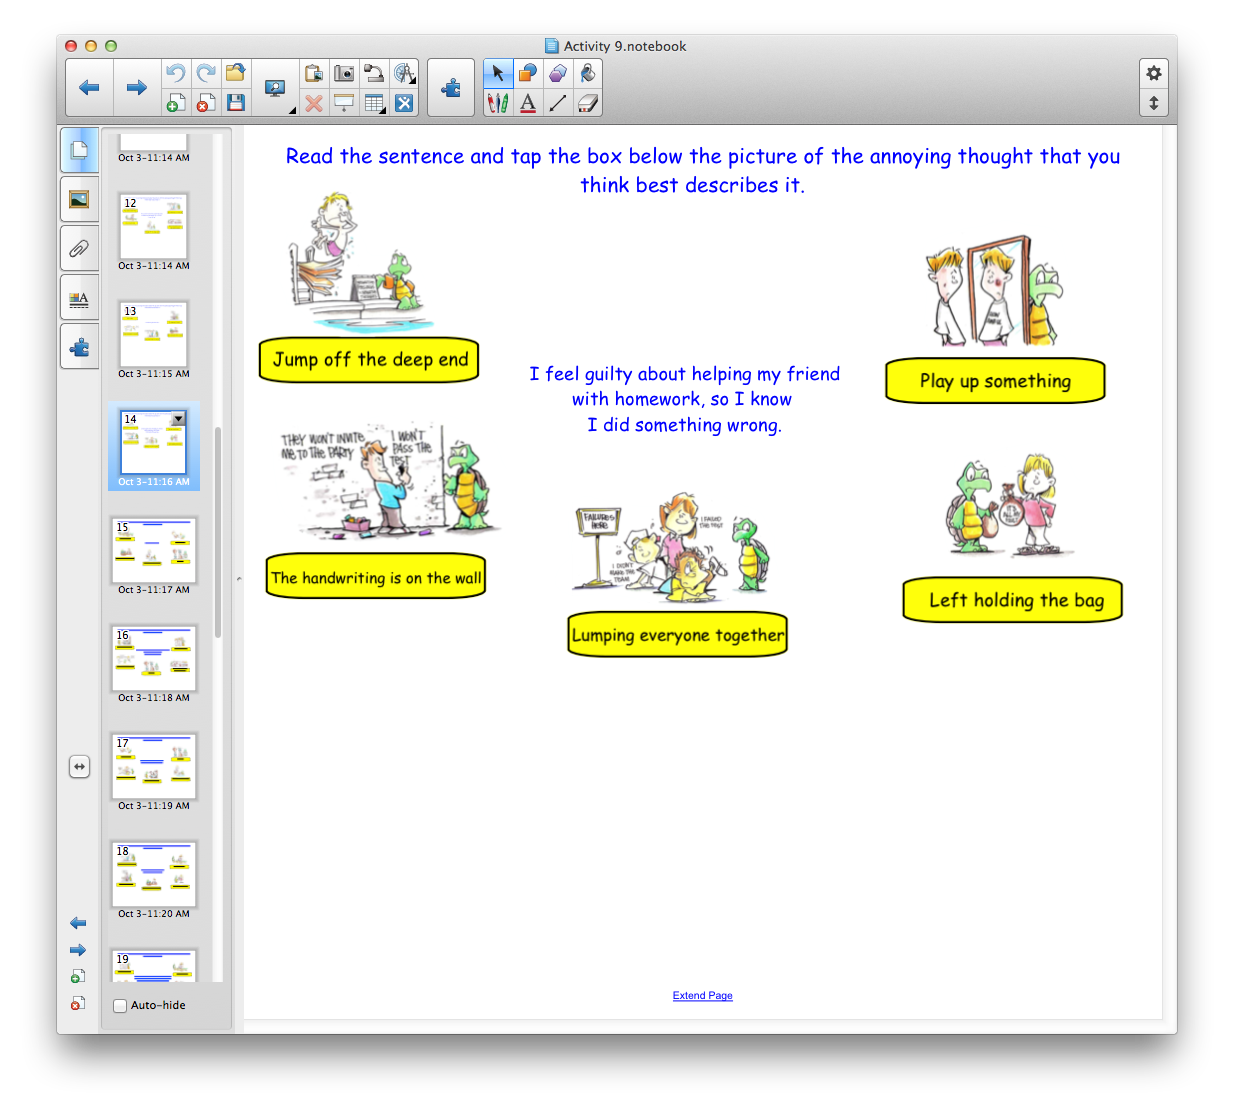 Activity 9.notebook
Oct 3-11:14 AM
12
Oct 3-11:14 AM
13
Oct 3-11:15 AM
14
Oct 3-11:16 AM
15
Oct 3-11:17 AM
16
Oct 3-11:18 AM
17
Oct 3-11:19 AM
18
Oct 3-11:20 AM
19
Auto-hide
Read the sentence and tap the box below the picture of the annoying thought that you
think best describes it.
Jump off the deep end
Play up something
I feel guilty about helping my friend
with homework, so I know
I did something wrong.
THEY WON'T INVITE
ME TO THE PARTY
I WON'T
PASS THE
TEST
The handwriting is on the wall
FAILURES
HERE
I FAILED
THE TEST
I DIDN'T
MAKE THE
TEAM
Lumping everyone together
IT'S
ALL MY
Left holding the bag
Extend Page